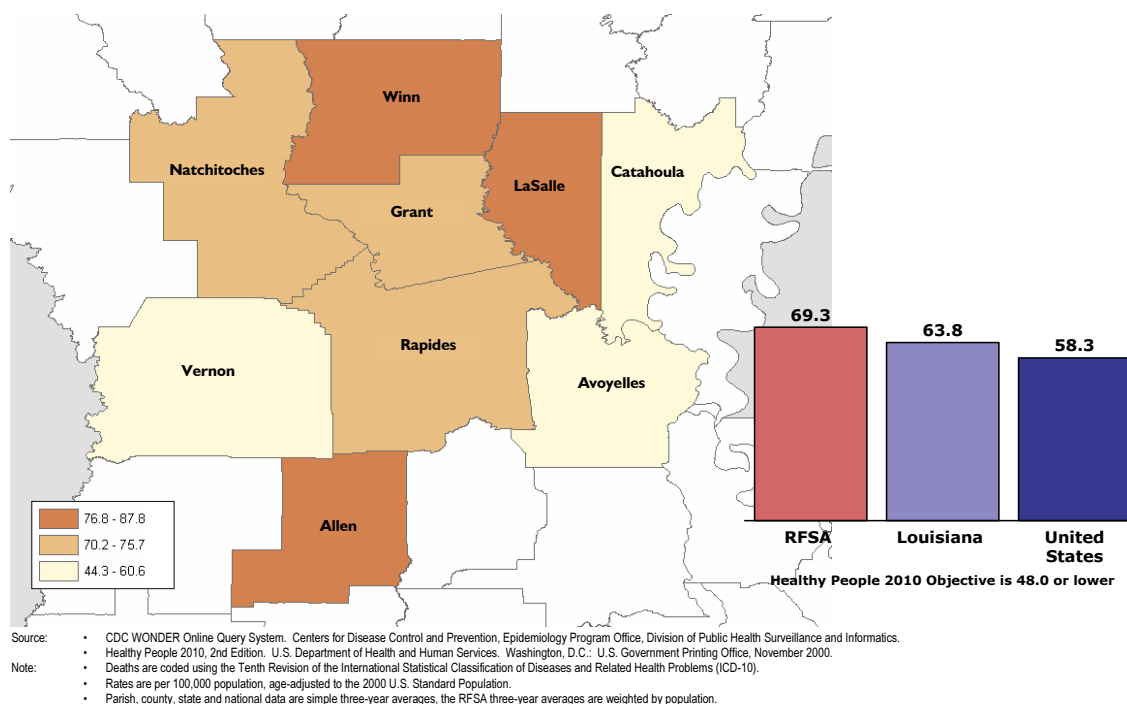 Winn
Natchitoches
LaSalle
Catahoula
Grant
Rapides
Vernon
Avoyelles
Allen
76.8 - 87.8
70.2 - 75.7
44.3 - 60.6
69.3
63.8
58.3
RFSA
Louisiana
United
States
Healthy People 2010 Objective is 48.0 or lower
Source: • CDC WONDER Online Query System. Centers for Disease Control and Prevention, Epidemiology Program Office, Division of Public Health Surveillance and Informatics.
• Healthy People 2010, 2nd Edition. U.S. Department of Health and Human Services. Washington, D.C.: U.S. Government Printing Office, November 2000.
Note: • Deaths are coded using the Tenth Revision of the International Statistical Classification of Diseases and Related Health Problems (ICD-10).
• Rates are per 100,000 population, age-adjusted to the 2000 U.S. Standard Population.
• Parish, county, state and national data are simple three-year averages, the RFSA three-year averages are weighted by population.